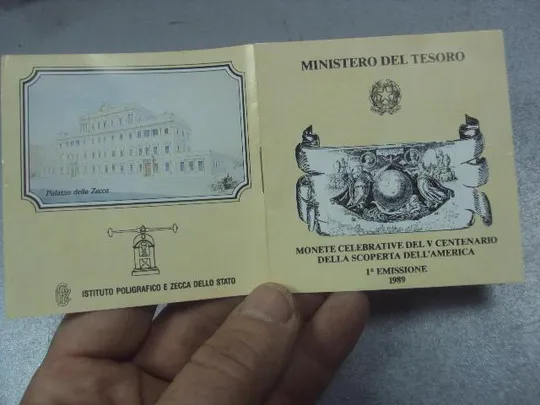 Palazzo della Zecca
ISTITUTO POLIGRAFICO E ZECCA DELLO STATO
MINISTERO DEL TESORO
MONETE CELEBRATIVE DEL V CENTENARIO
DELLA SCOPERTA DELL'AMERICA
1ª EMISSIONE
1989